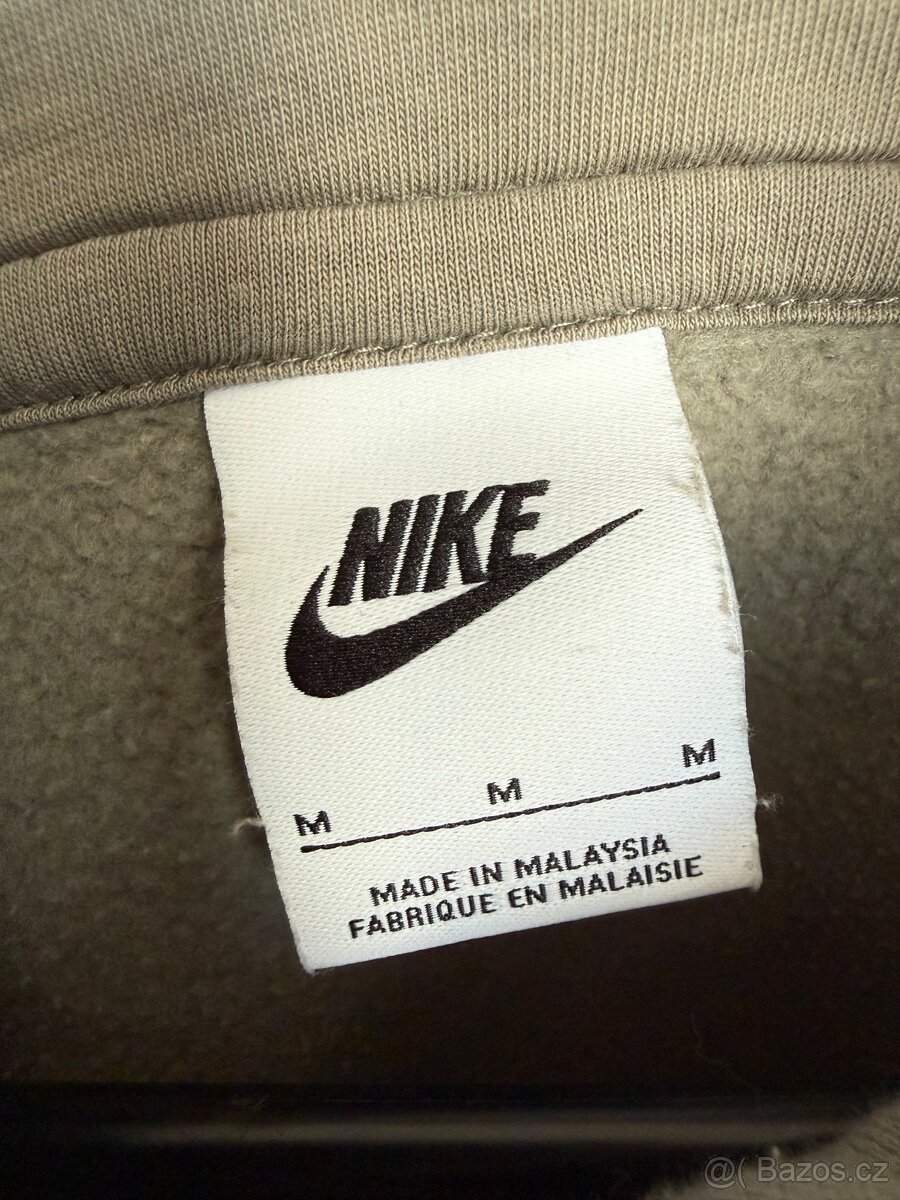 NIKE
M M M
MADE IN MALAYSIA
FABRIQUE EN MALAISIE
@( Bazos.cz